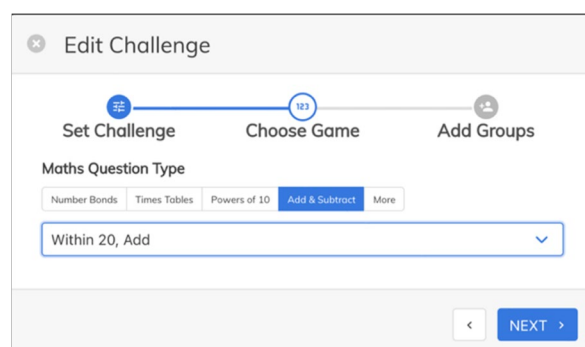 Edit Challenge
123
Set Challenge Choose Game Add Groups
Maths Question Type
Number Bonds Times Tables Powers of 10 Add & Subtract More
Within 20, Add
NEXT